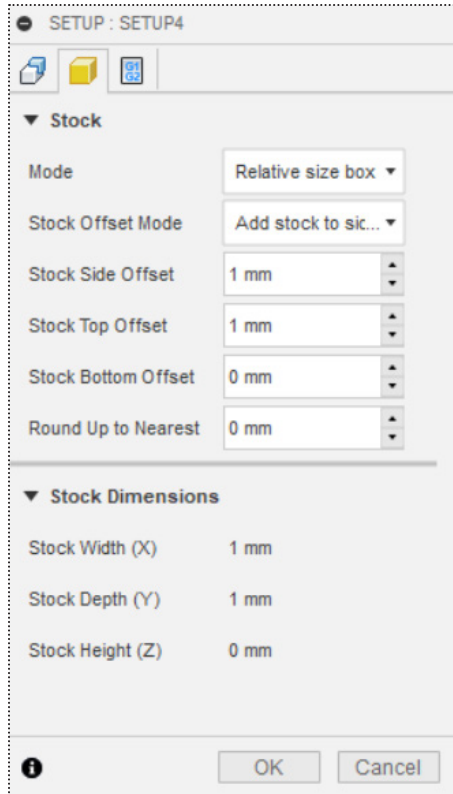 SETUP : SETUP4
G1
G2
Stock
Mode Relative size box
Stock Offset Mode Add stock to sic...
Stock Side Offset 1 mm
Stock Top Offset 1 mm
Stock Bottom Offset 0 mm
Round Up to Nearest 0 mm
Stock Dimensions
Stock Width (X) 1 mm
Stock Depth (Y) 1 mm
Stock Height (Z) 0 mm
OK Cancel